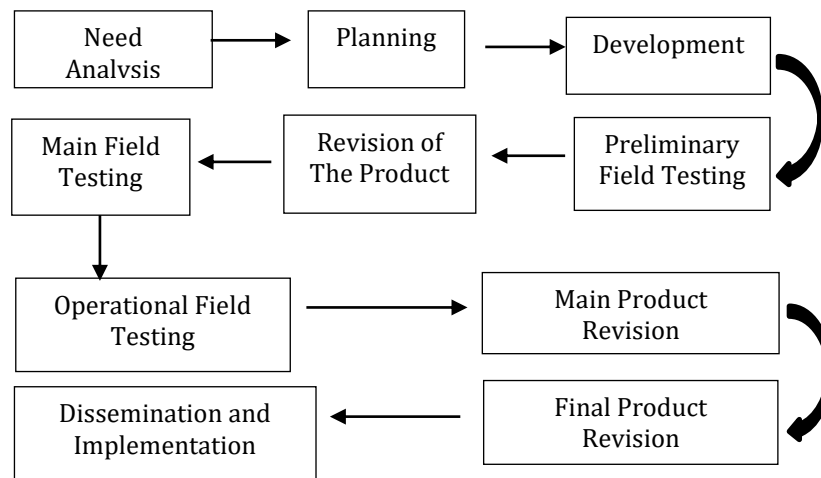 Need
Analysis
Planning
Development
Main Field
Testing
Revision of
The Product
Preliminary
Field Testing
Operational Field
Testing
Main Product
Revision
Dissemination and
Implementation
Final Product
Revision